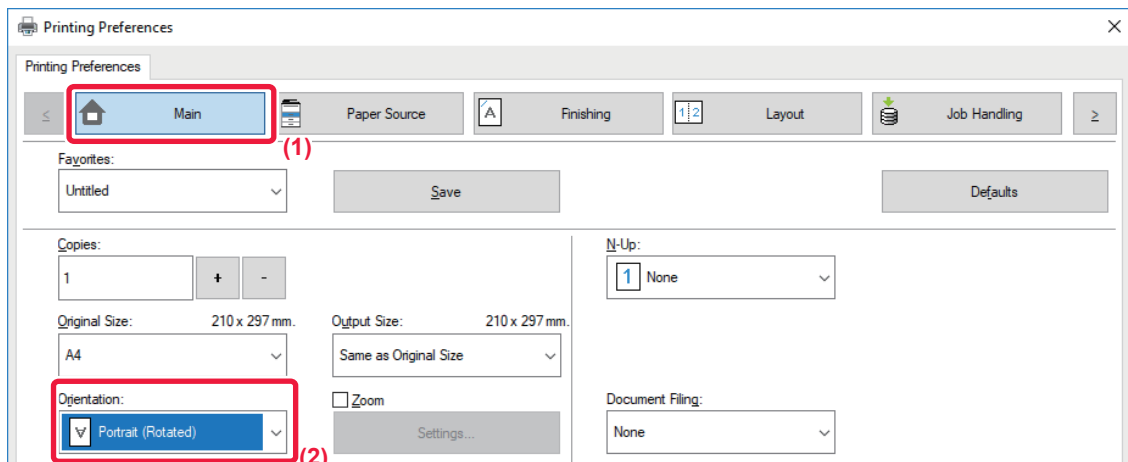 Printing Preferences
Printing Preferences
< Main Paper Source A Finishing 1 2 Layout Job Handling >
(1)
Favorites:
Untitled Save Defaults
Copies: N-Up:
1 + - 1 None
Original Size: 210 x 297 mm. Output Size: 210 x 297 mm.
A4 Same as Original Size
Orientation: Zoom Document Filing:
A Portrait (Rotated) Settings... None
(2)